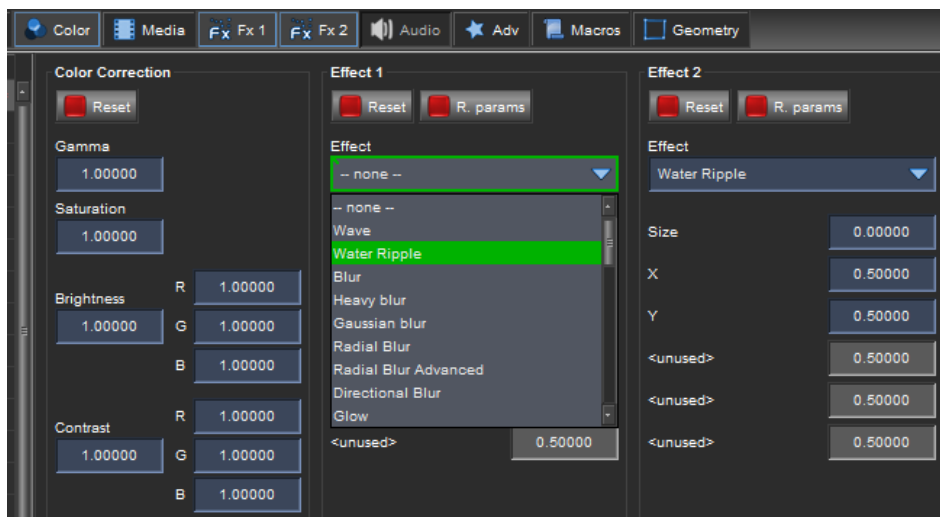 Color Media Fx Fx 1 Fx Fx 2 Audio Adv Macros Geometry
Color Correction
Reset
Gamma
1.00000
Saturation
1.00000
Brightness
1.00000
R 1.00000
G 1.00000
B 1.00000
Contrast
1.00000
R 1.00000
G 1.00000
B 1.00000
Effect 1
Reset R. params
Effect
-- none --
-- none --
Wave
Water Ripple
Blur
Heavy blur
Gaussian blur
Radial Blur
Radial Blur Advanced
Directional Blur
Glow
<unused> 0.50000
Effect 2
Reset R. params
Effect
Water Ripple
Size 0.00000
X 0.50000
Y 0.50000
<unused> 0.50000
<unused> 0.50000
<unused> 0.50000